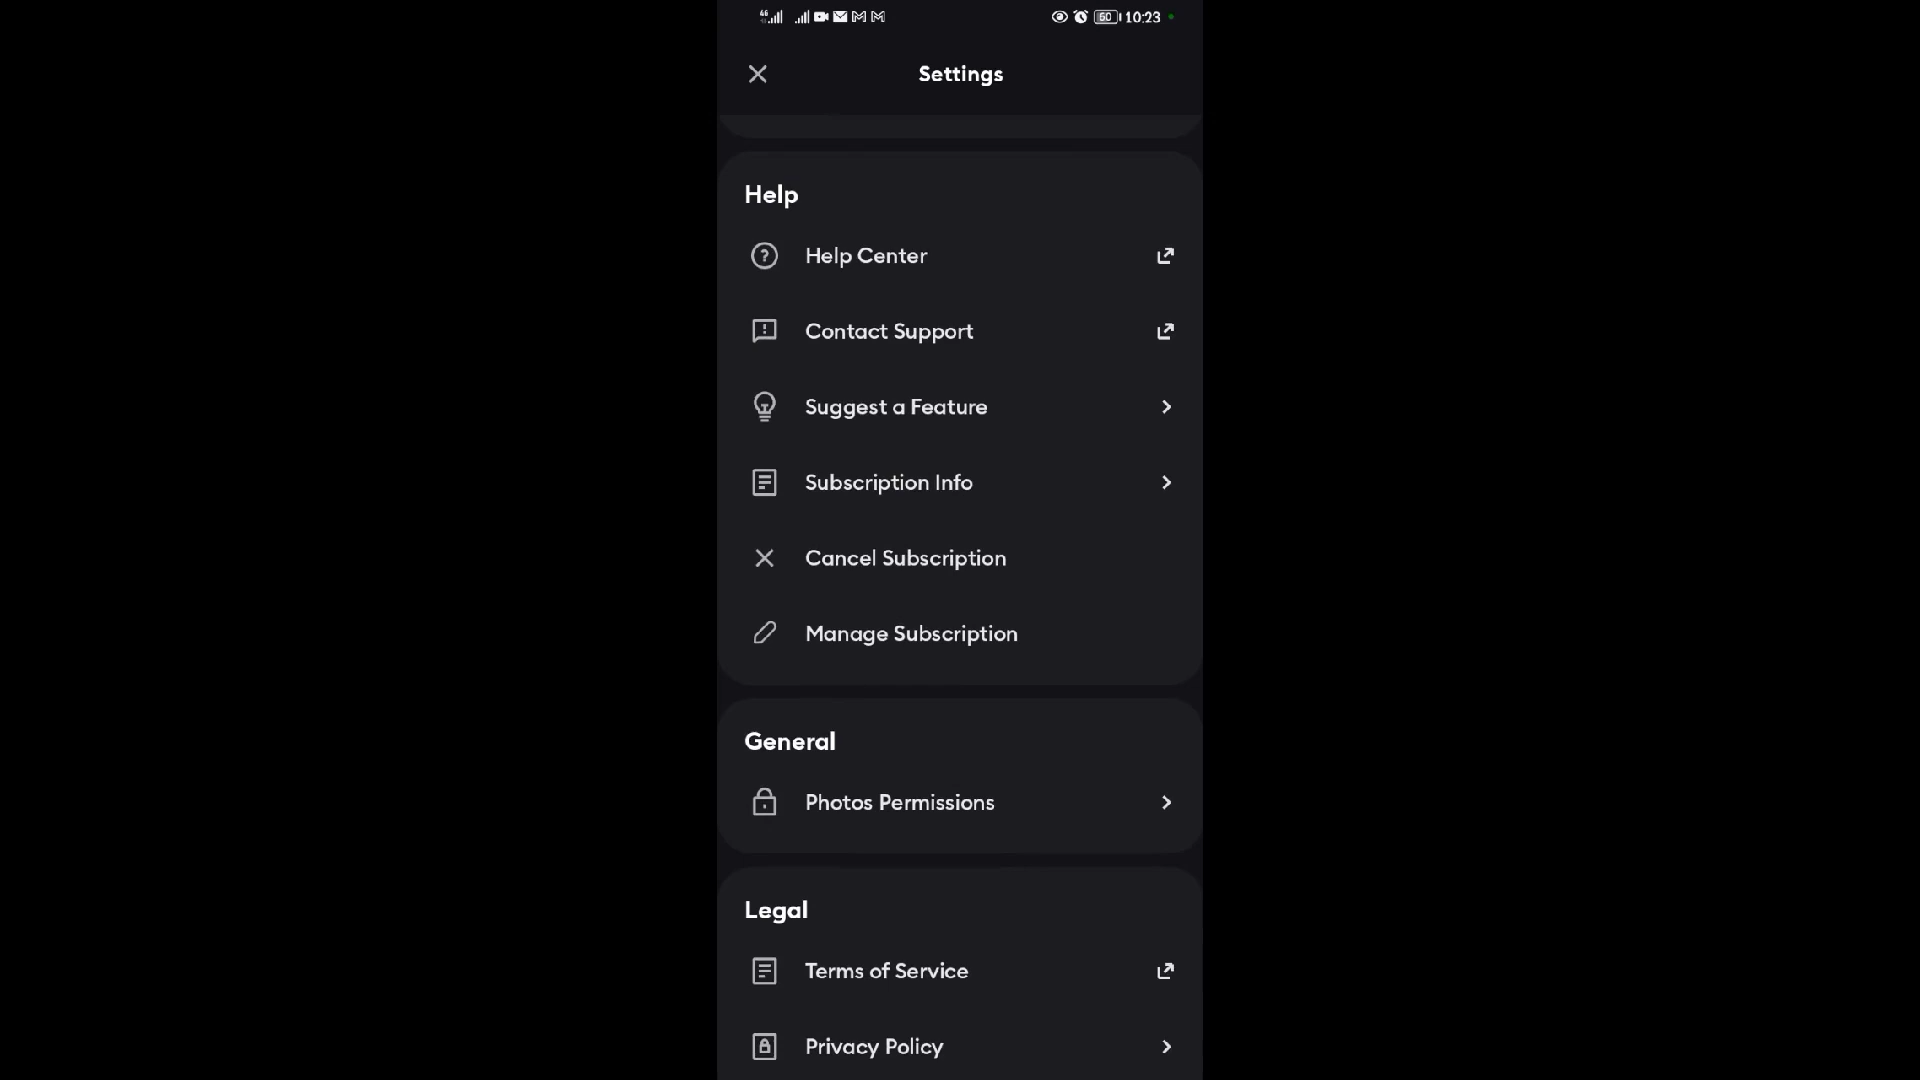 60 10:23
Settings
Help
Help Center
Contact Support
Suggest a Feature
Subscription Info
Cancel Subscription
Manage Subscription
General
Photos Permissions
Legal
Terms of Service
Privacy Policy